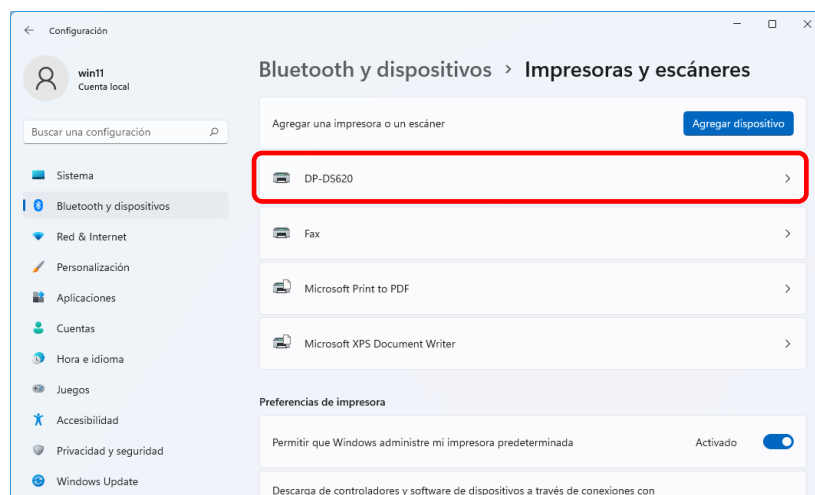 Configuración
win11
Cuenta local
Buscar una configuración
Sistema
Bluetooth y dispositivos
Red & Internet
Personalización
Aplicaciones
Cuentas
Hora e idioma
Juegos
Accesibilidad
Privacidad y seguridad
Windows Update
Bluetooth y dispositivos > Impresoras y escáneres
Agregar una impresora o un escáner
Agregar dispositivo
DP-DS620
Fax
Microsoft Print to PDF
Microsoft XPS Document Writer
Preferencias de impresora
Permitir que Windows administre mi impresora predeterminada
Activado
Descarga de controladores y software de dispositivos a través de conexiones con